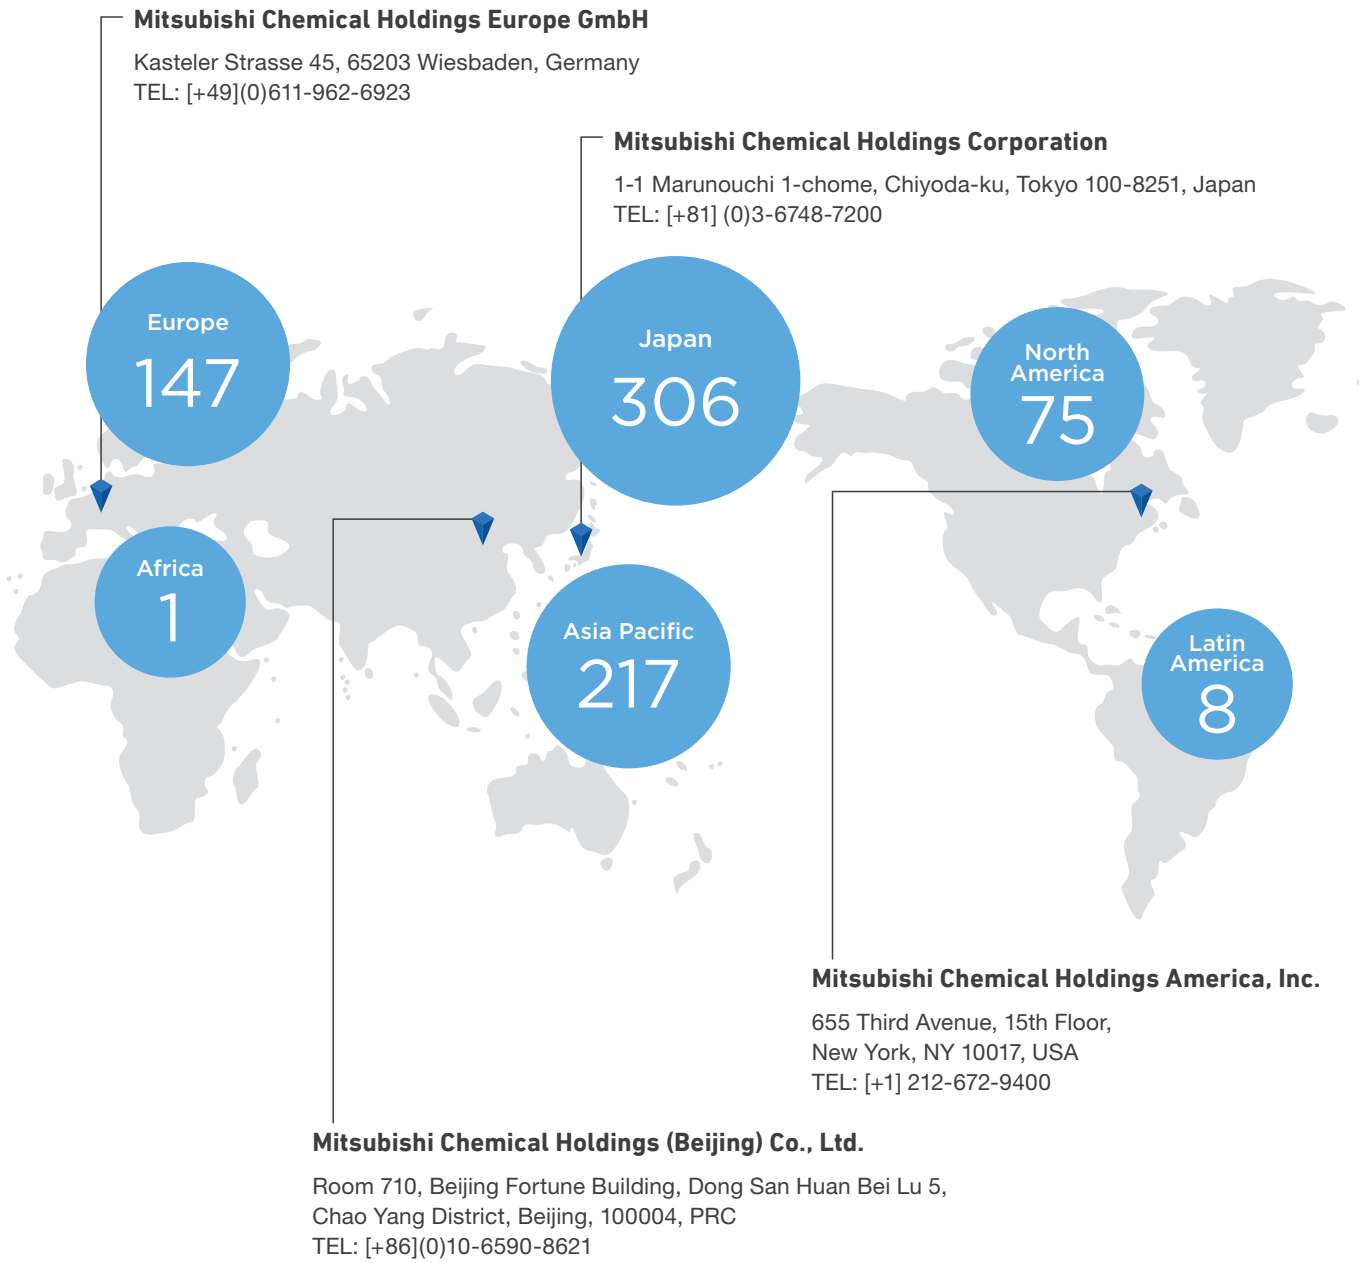 Mitsubishi Chemical Holdings Europe GmbH
Kasteler Strasse 45, 65203 Wiesbaden, Germany
TEL: [+49](0)611-962-6923
Mitsubishi Chemical Holdings Corporation
1-1 Marunouchi 1-chome, Chiyoda-ku, Tokyo 100-8251, Japan
TEL: [+81] (0)3-6748-7200
Europe
147
Japan
306
North
America
75
Africa
1
Asia Pacific
217
Latin
America
8
Mitsubishi Chemical Holdings America, Inc.
655 Third Avenue, 15th Floor,
New York, NY 10017, USA
TEL: [+1] 212-672-9400
Mitsubishi Chemical Holdings (Beijing) Co., Ltd.
Room 710, Beijing Fortune Building, Dong San Huan Bei Lu 5,
Chao Yang District, Beijing, 100004, PRC
TEL: [+86](0)10-6590-8621